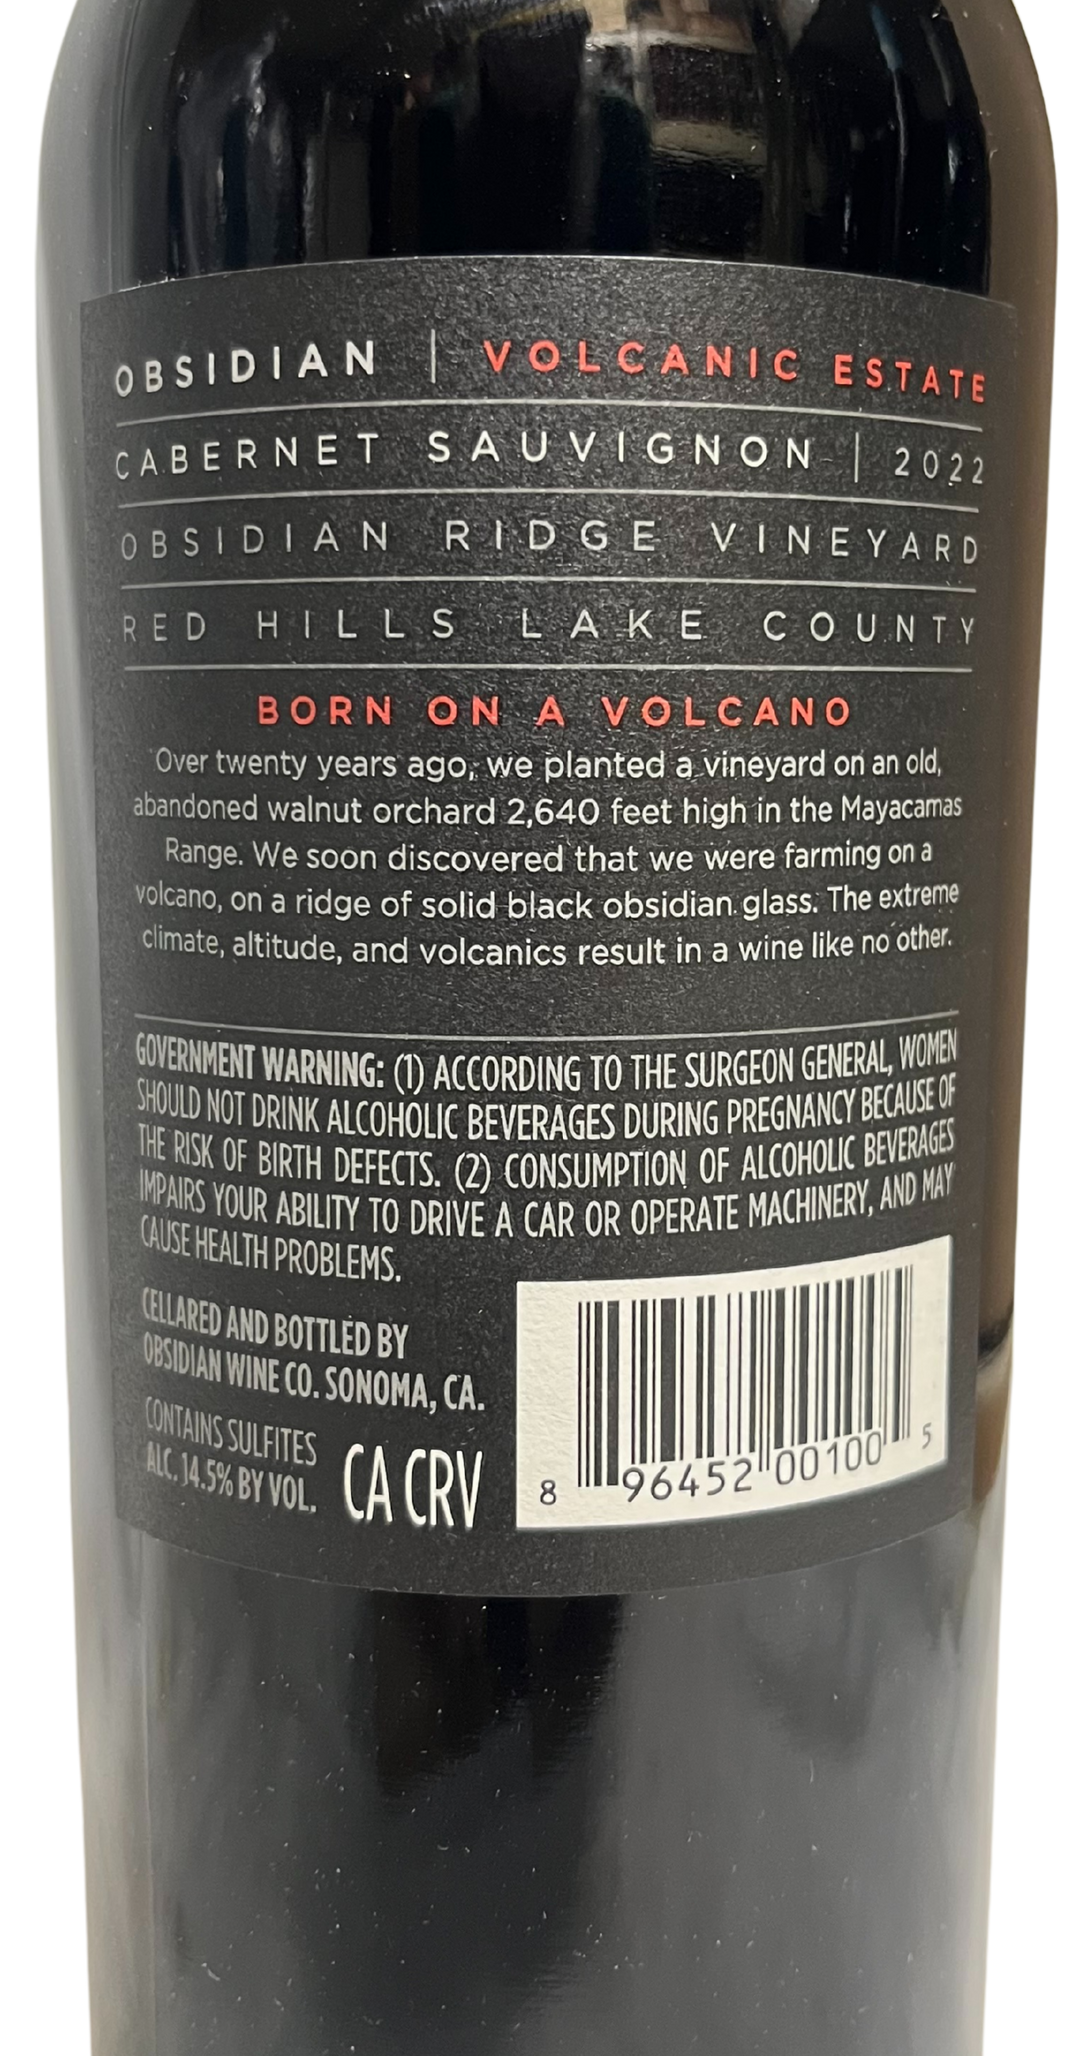 OBSIDIAN | VOLCANIC ESTATE
CABERNET SAUVIGNON | 2022
OBSIDIAN RIDGE VINEYARD
RED HILLS LAKE COUNTY
BORN ON A VOLCANO
Over twenty years ago, we planted a vineyard on an old,
abandoned walnut orchard 2,640 feet high in the Mayacamas
Range. We soon discovered that we were farming on a
volcano, on a ridge of solid black obsidian glass. The extreme
climate, altitude, and volcanics result in a wine like no other.
GOVERNMENT WARNING: (1) ACCORDING TO THE SURGEON GENERAL, WOMEN
SHOULD NOT DRINK ALCOHOLIC BEVERAGES DURING PREGNANCY BECAUSE OF
THE RISK OF BIRTH DEFECTS. (2) CONSUMPTION OF ALCOHOLIC BEVERAGES
IMPAIRS YOUR ABILITY TO DRIVE A CAR OR OPERATE MACHINERY, AND MAY
CAUSE HEALTH PROBLEMS.
CELLARED AND BOTTLED BY
OBSIDIAN WINE CO. SONOMA, CA.
CONTAINS SULFITES
ALC. 14.5% BY VOL.
CA CRV
8 96452 00100 5